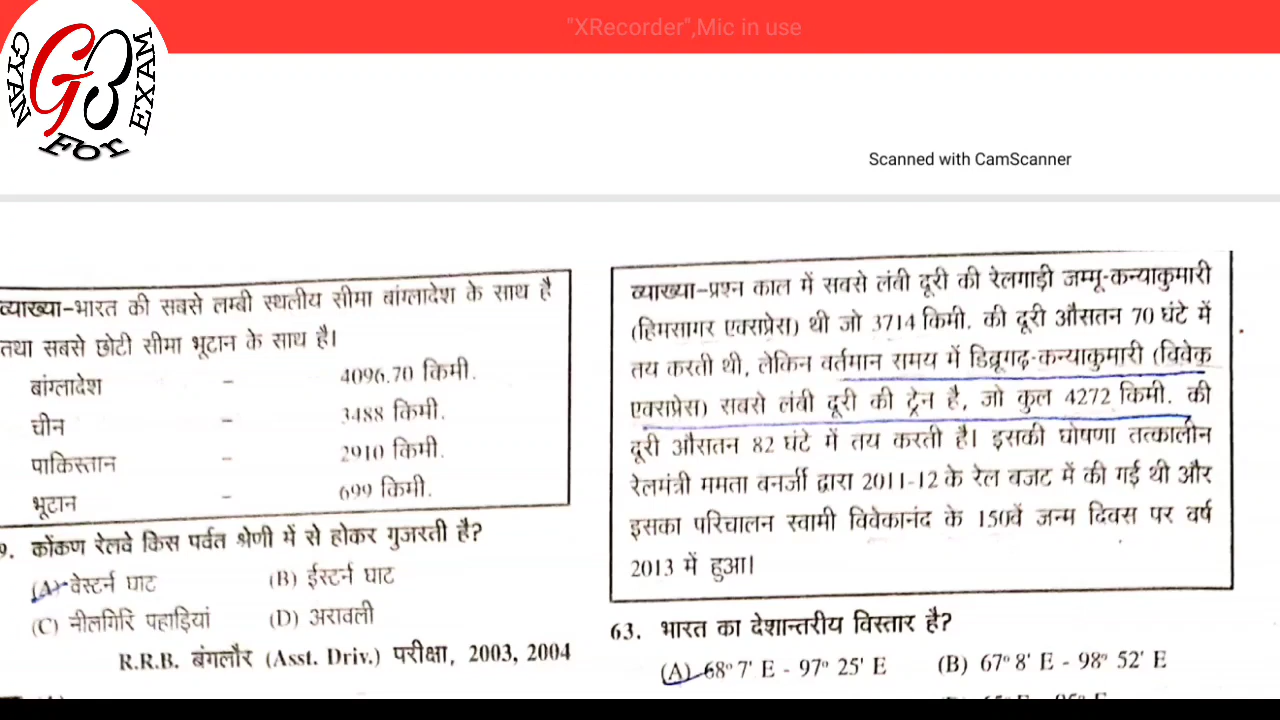 "XRecorder",Mic in use
GYAN
G3
For
EXAM
Scanned with CamScanner
व्याख्या-भारत की सबसे लम्बी स्थलीय सीमा बांग्लादेश के साथ है
तथा सबसे छोटी सीमा भूटान के साथ है।
बांग्लादेश - 4096.70 किमी.
चीन - 3488 किमी.
पाकिस्तान - 2910 किमी.
भूटान - 699 किमी.
9. कोंकण रेलवे किस पर्वत श्रेणी में से होकर गुजरती है?
(A) वेस्टर्न घाट (B) ईस्टर्न घाट
(C) नीलगिरि पहाड़ियां (D) अरावली
R.R.B. बंगलौर (Asst. Driv.) परीक्षा, 2003, 2004
व्याख्या-प्रश्न काल में सबसे लंबी दूरी की रेलगाड़ी जम्मू-कन्याकुमारी
(हिमसागर एक्सप्रेस) थी जो 3714 किमी. की दूरी औसतन 70 घंटे में
तय करती थी, लेकिन वर्तमान समय में डिब्रूगढ़-कन्याकुमारी (विवेक
एक्सप्रेस) सबसे लंबी दूरी की ट्रेन है, जो कुल 4272 किमी. की
दूरी औसतन 82 घंटे में तय करती है। इसकी घोषणा तत्कालीन
रेलमंत्री ममता बनर्जी द्वारा 2011-12 के रेल बजट में की गई थी और
इसका परिचालन स्वामी विवेकानंद के 150वें जन्म दिवस पर वर्ष
2013 में हुआ।
63. भारत का देशान्तरीय विस्तार है?
(A) 68° 7' E - 97° 25' E (B) 67° 8' E - 98° 52' E